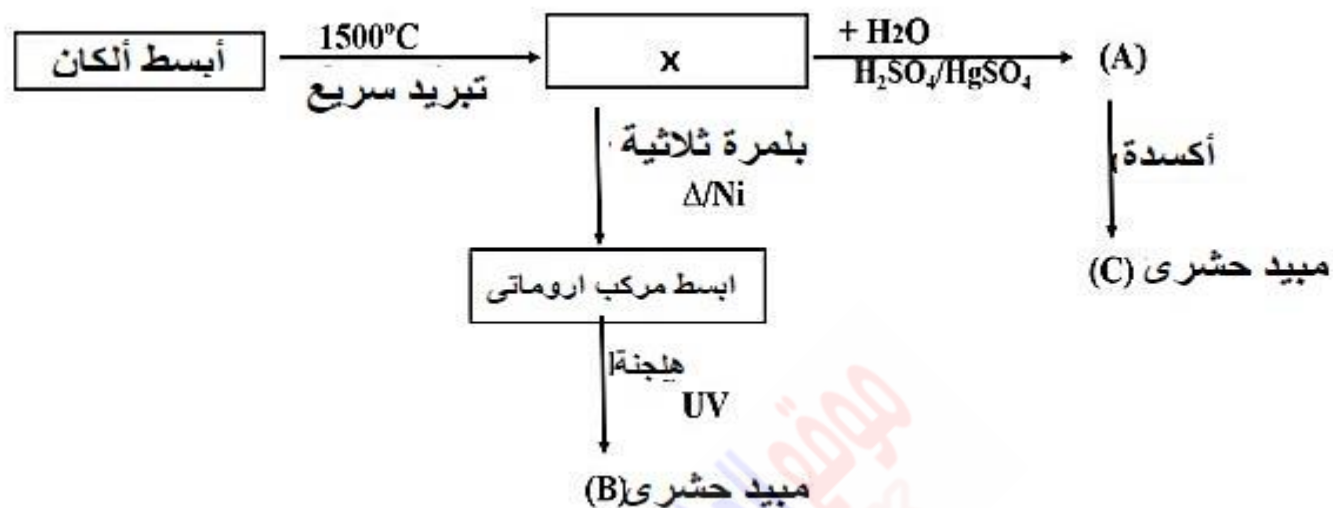 أبسط ألكان
1500°C
تبريد سريع
X
+ H2O
H₂SO₄/HgSO₄
(A)
أكسدة
مبيد حشرى (C)
بلمرة ثلاثية
Δ/Ni
ابسط مركب اروماتى
هلجنة
UV
مبيد حشرى (B)
موقع